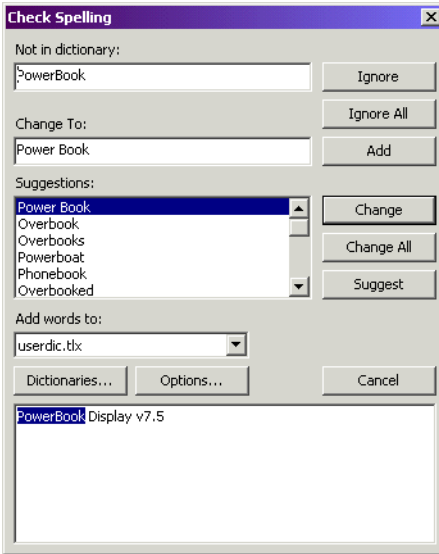 Check Spelling
Not in dictionary:
PowerBook
Ignore
Ignore All
Change To:
Power Book
Add
Suggestions:
Power Book
Overbook
Overbooks
Powerboat
Phonebook
Overbooked
Change
Change All
Suggest
Add words to:
userdic.tlx
Dictionaries...
Options...
Cancel
PowerBook Display v7.5